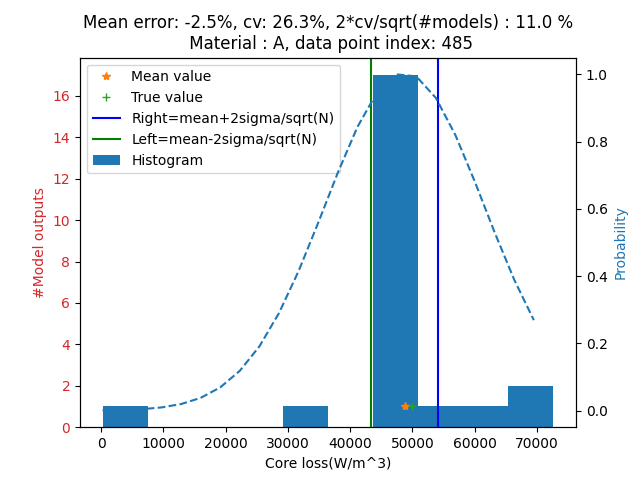 Mean error: -2.5%, cv: 26.3%, 2*cv/sqrt(#models) : 11.0 %
Material : A, data point index: 485
Mean value
True value
Right=mean+2sigma/sqrt(N)
Left=mean-2sigma/sqrt(N)
Histogram
#Model outputs
16
14
12
10
8
6
4
2
0
1.0
0.8
0.6
0.4
0.2
0.0
Probability
0 10000 20000 30000 40000 50000 60000 70000
Core loss(W/m^3)